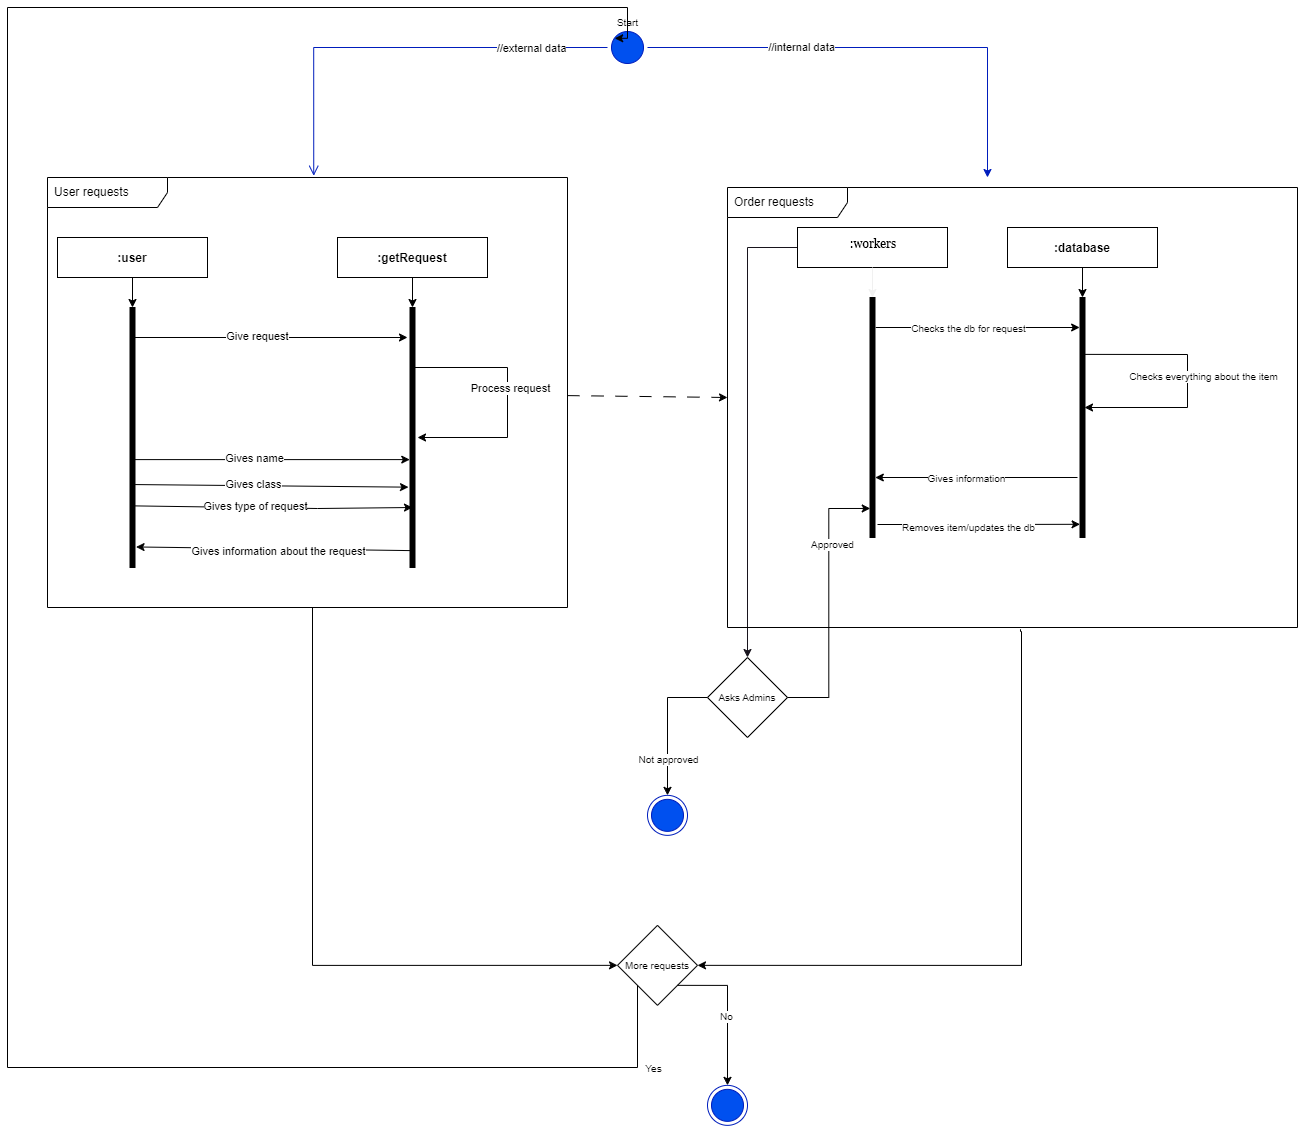 Start
//external data
//internal data
User requests
Order requests
:user
:getRequest
:workers
:database
Give request
Process request
Gives name
Gives class
Gives type of request
Gives information about the request
Checks the db for request
Checks everything about the item
Gives information
Removes item/updates the db
Approved
Asks Admins
Not approved
More requests
No
Yes